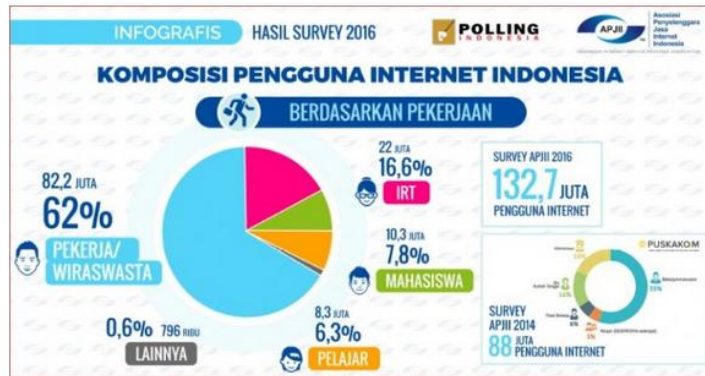 INFOGRAFIS
HASIL SURVEY 2016
POLLING
INDONESIA
APJII
Asosiasi
Penyelenggara
Jasa
Internet
Indonesia
KOMPOSISI PENGGUNA INTERNET INDONESIA
BERDASARKAN PEKERJAAN
82,2 JUTA
62%
PEKERJA/
WIRASWASTA
22 JUTA
16,6%
IRT
10,3 JUTA
7,8%
MAHASISWA
8,3 JUTA
6,3%
PELAJAR
0,6% 796 RIBU
LAINNYA
SURVEY APJII 2016
132,7 JUTA
PENGGUNA INTERNET
PUSKAKOM
SURVEY
APJII 2014
88 JUTA
PENGGUNA INTERNET